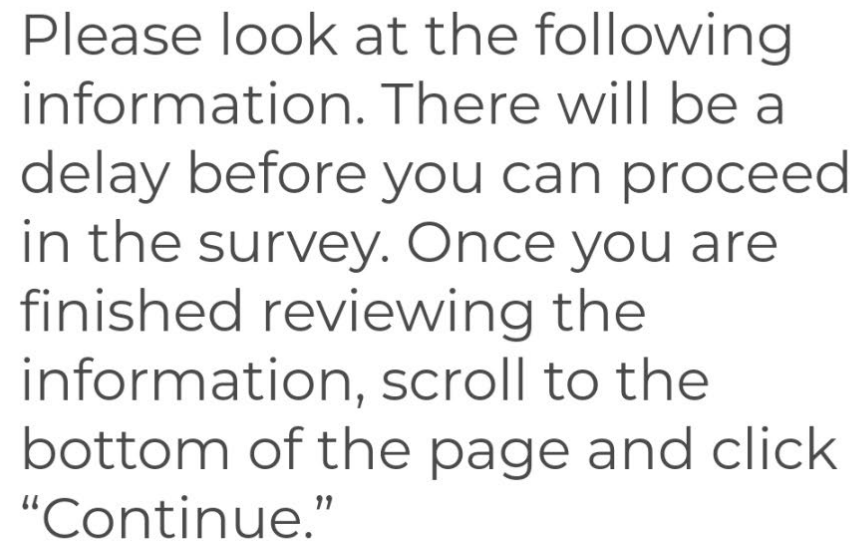 Please look at the following
information. There will be a
delay before you can proceed
in the survey. Once you are
finished reviewing the
information, scroll to the
bottom of the page and click
“Continue.”